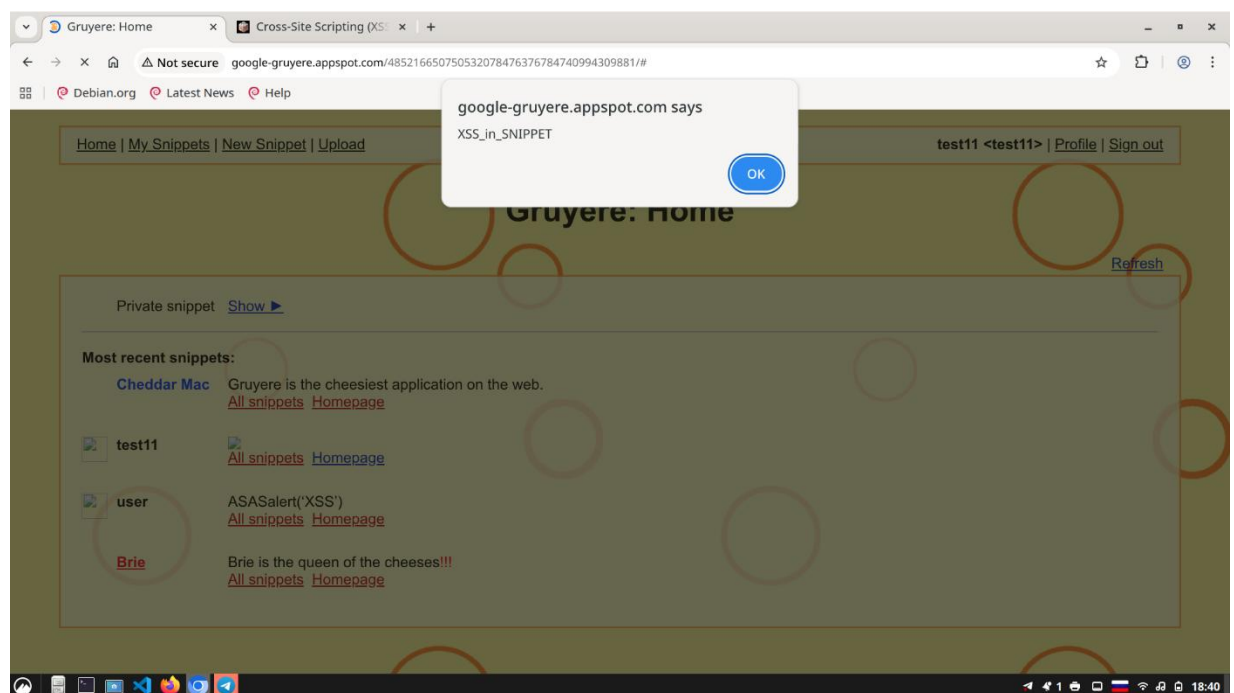 Gruyere: Home
Cross-Site Scripting (XSS
Not secure google-gruyere.appspot.com/485216650750532078476376784740994309881/#
Debian.org Latest News Help
google-gruyere.appspot.com says
XSS_in_SNIPPET
OK
Home | My Snippets | New Snippet | Upload
test11 <test11> | Profile | Sign out
Gruyere: Home
Refresh
Private snippet Show ►
Most recent snippets:
Cheddar Mac Gruyere is the cheesiest application on the web.
All snippets Homepage
test11
All snippets Homepage
user ASASalert(‘XSS’)
All snippets Homepage
Brie Brie is the queen of the cheeses!!!
All snippets Homepage
1 18:40